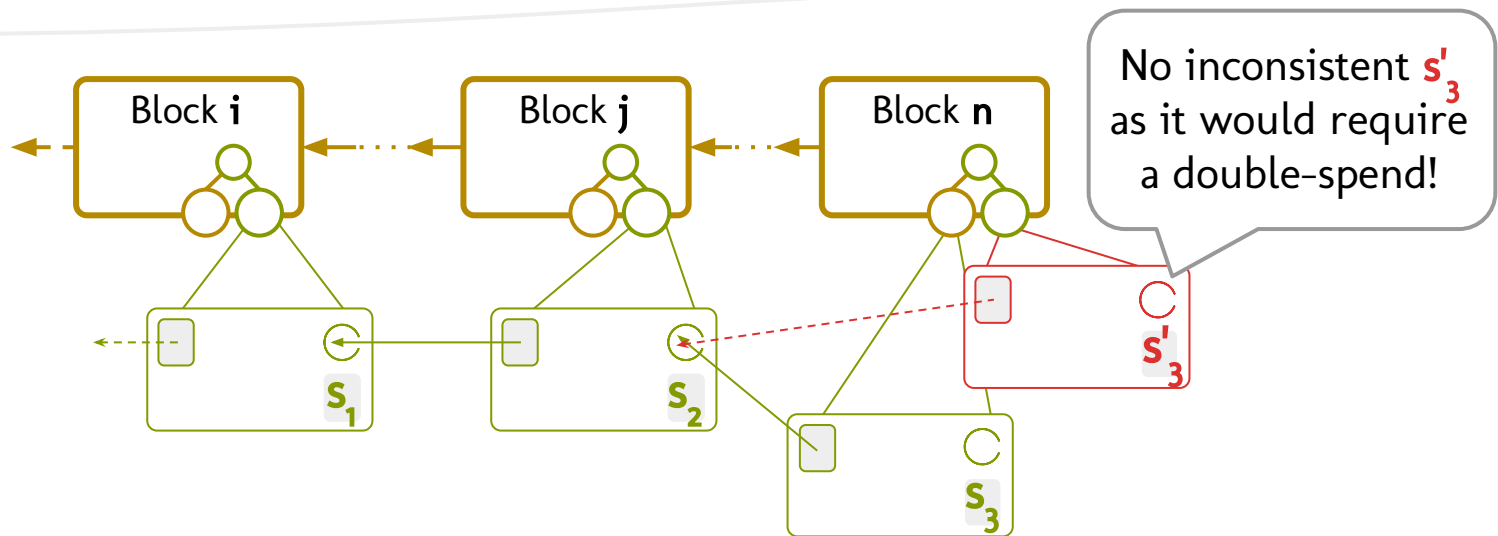 Block i
Block j
Block n
No inconsistent s'3
as it would require
a double-spend!
s1
s2
s'3
s3